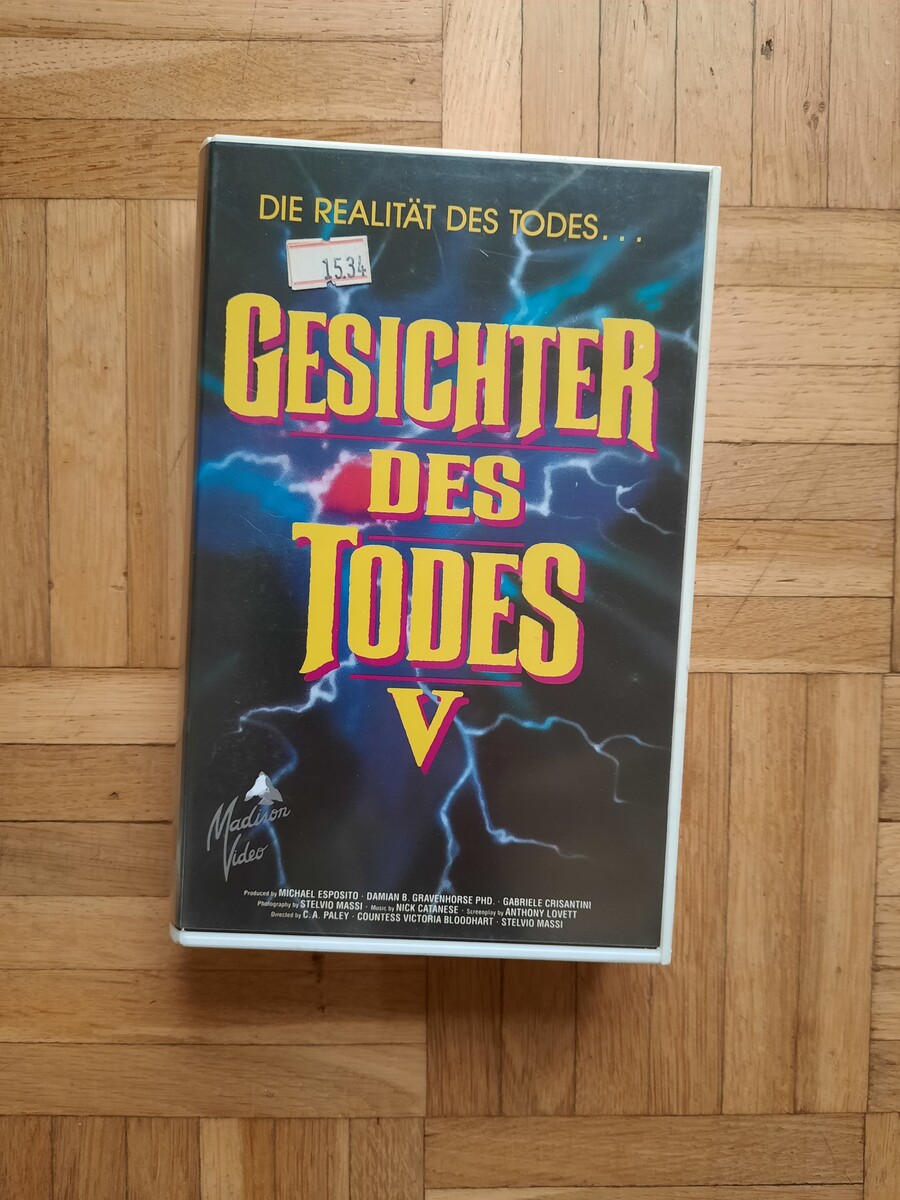 DIE REALITÄT DES TODES...
15.34
GESICHTER
DES
TODES
V
Madison
Video
Produced by MICHAEL ESPOSITO · DAMIAN B. GRAVENHORSE PHD. · GABRIELE CRISANTINI
Photography by STELVIO MASSI · Music by NICK CATANESE · Screenplay by ANTHONY LOVETT
Directed by C. A. PALEY · COUNTESS VICTORIA BLOODHART · STELVIO MASSI